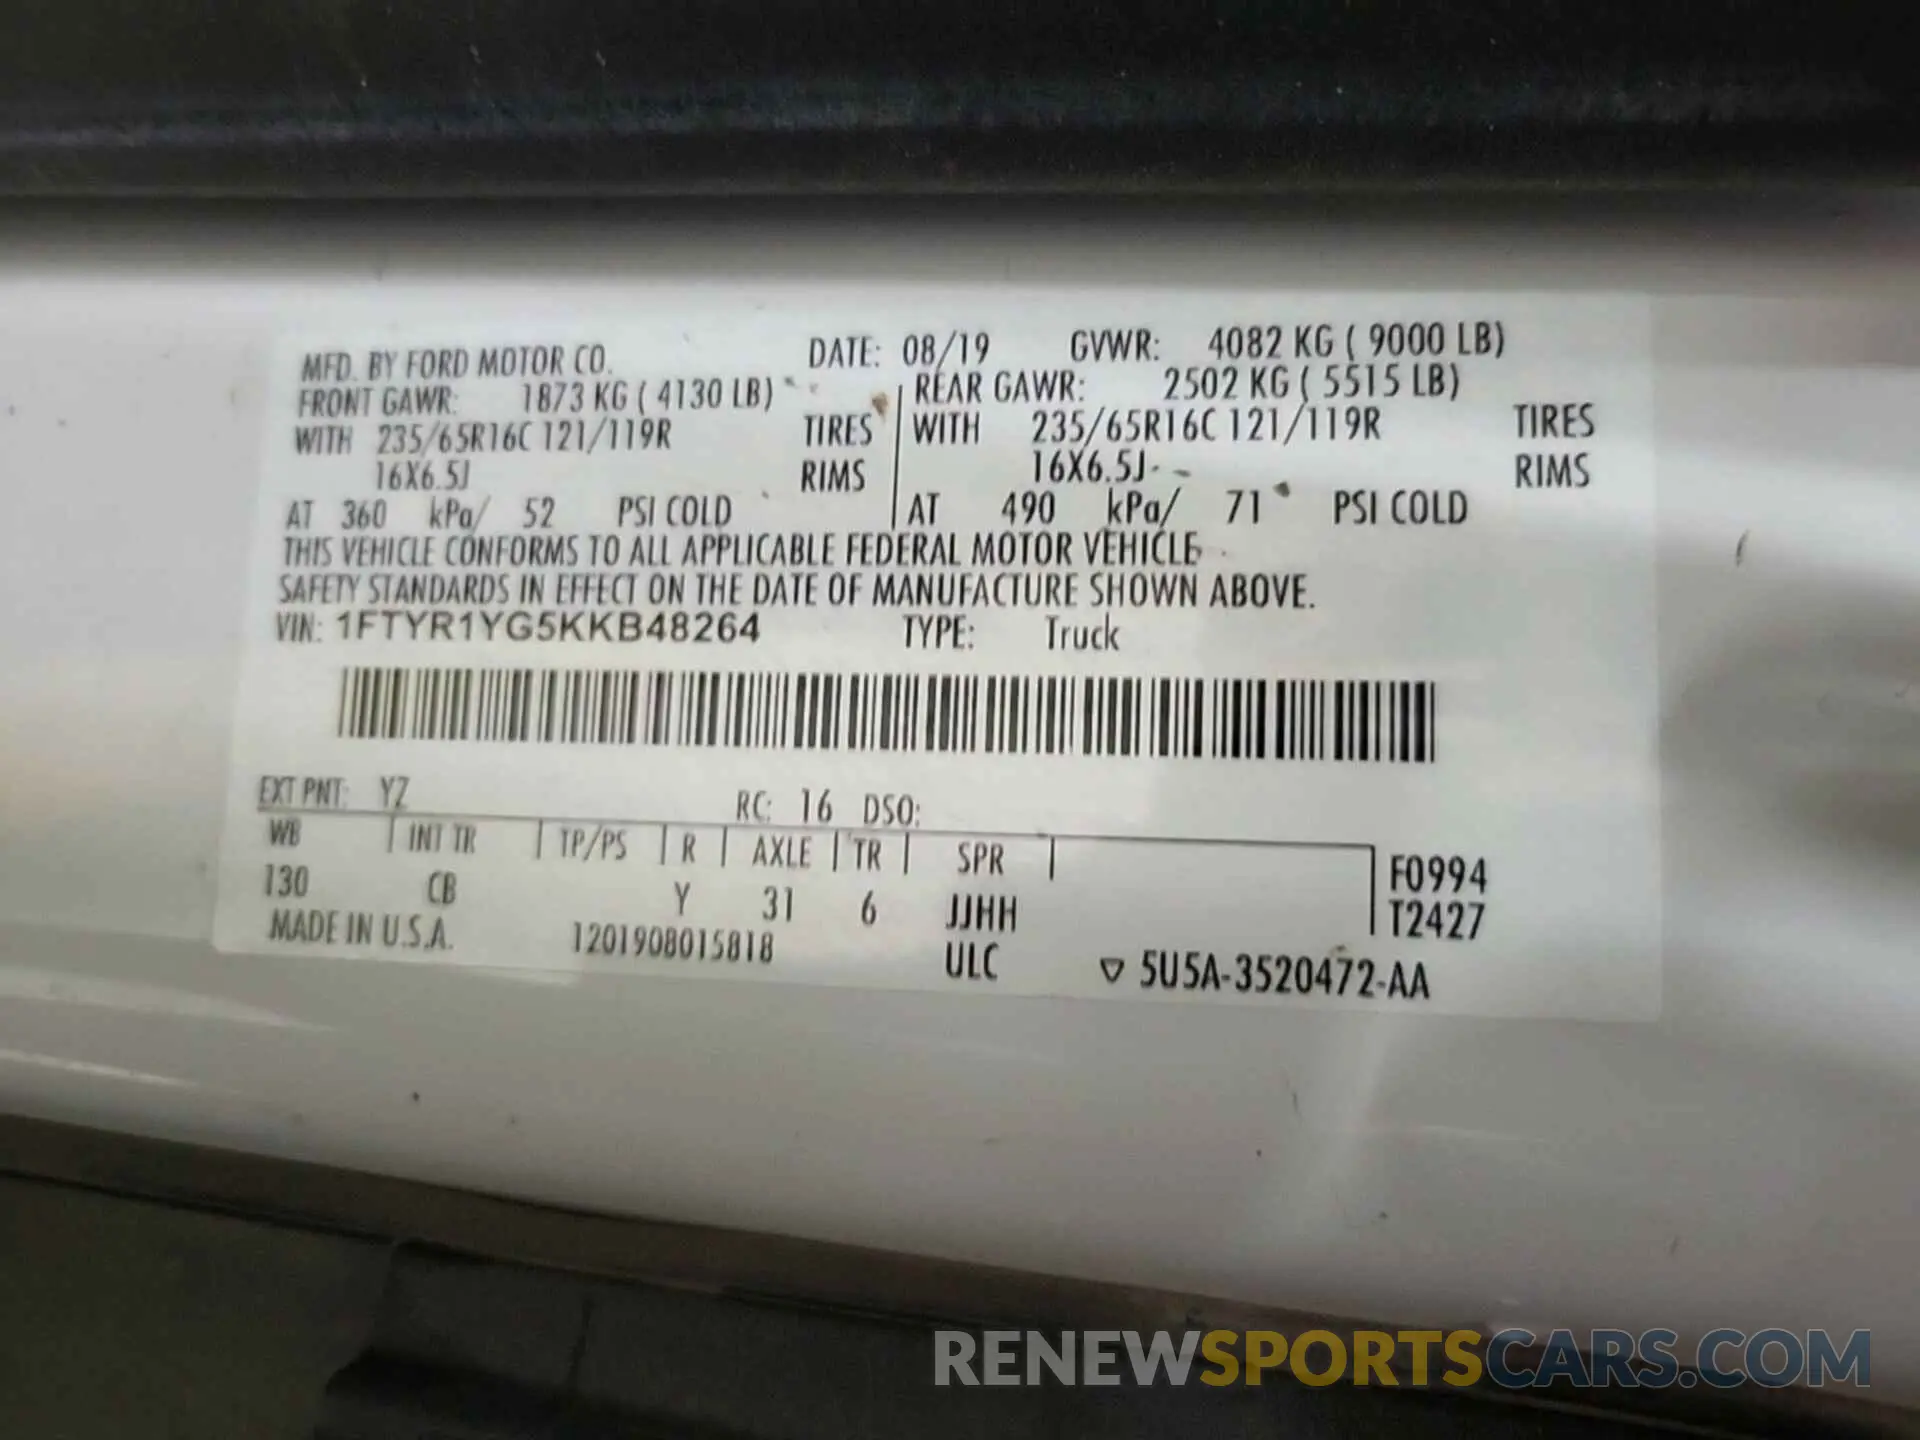 MFD. BY FORD MOTOR CO. DATE: 08/19 GVWR: 4082 KG ( 9000 LB)
FRONT GAWR: 1873 KG ( 4130 LB) REAR GAWR: 2502 KG ( 5515 LB)
WITH 235/65R16C 121/119R TIRES WITH 235/65R16C 121/119R TIRES
16X6.5J RIMS 16X6.5J RIMS
AT 360 kPa/ 52 PSI COLD AT 490 kPa/ 71 PSI COLD
THIS VEHICLE CONFORMS TO ALL APPLICABLE FEDERAL MOTOR VEHICLE
SAFETY STANDARDS IN EFFECT ON THE DATE OF MANUFACTURE SHOWN ABOVE.
VIN: 1FTYR1YG5KKB48264 TYPE: Truck
EXT PNT: YZ RC: 16 DSO:
WB INT TR TP/PS R AXLE TR SPR F0994
130 CB Y 31 6 JJHH T2427
MADE IN U.S.A. 1201908015818 ULC ▽ 5U5A-3520472-AA
RENEWSPORTSCARS.COM